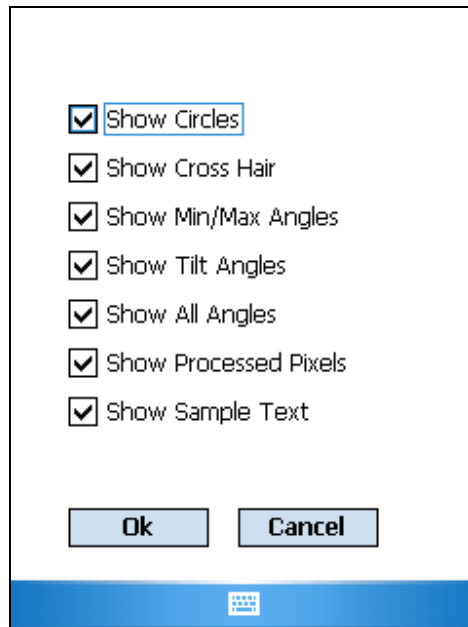 Show Circles
Show Cross Hair
Show Min/Max Angles
Show Tilt Angles
Show All Angles
Show Processed Pixels
Show Sample Text
Ok Cancel